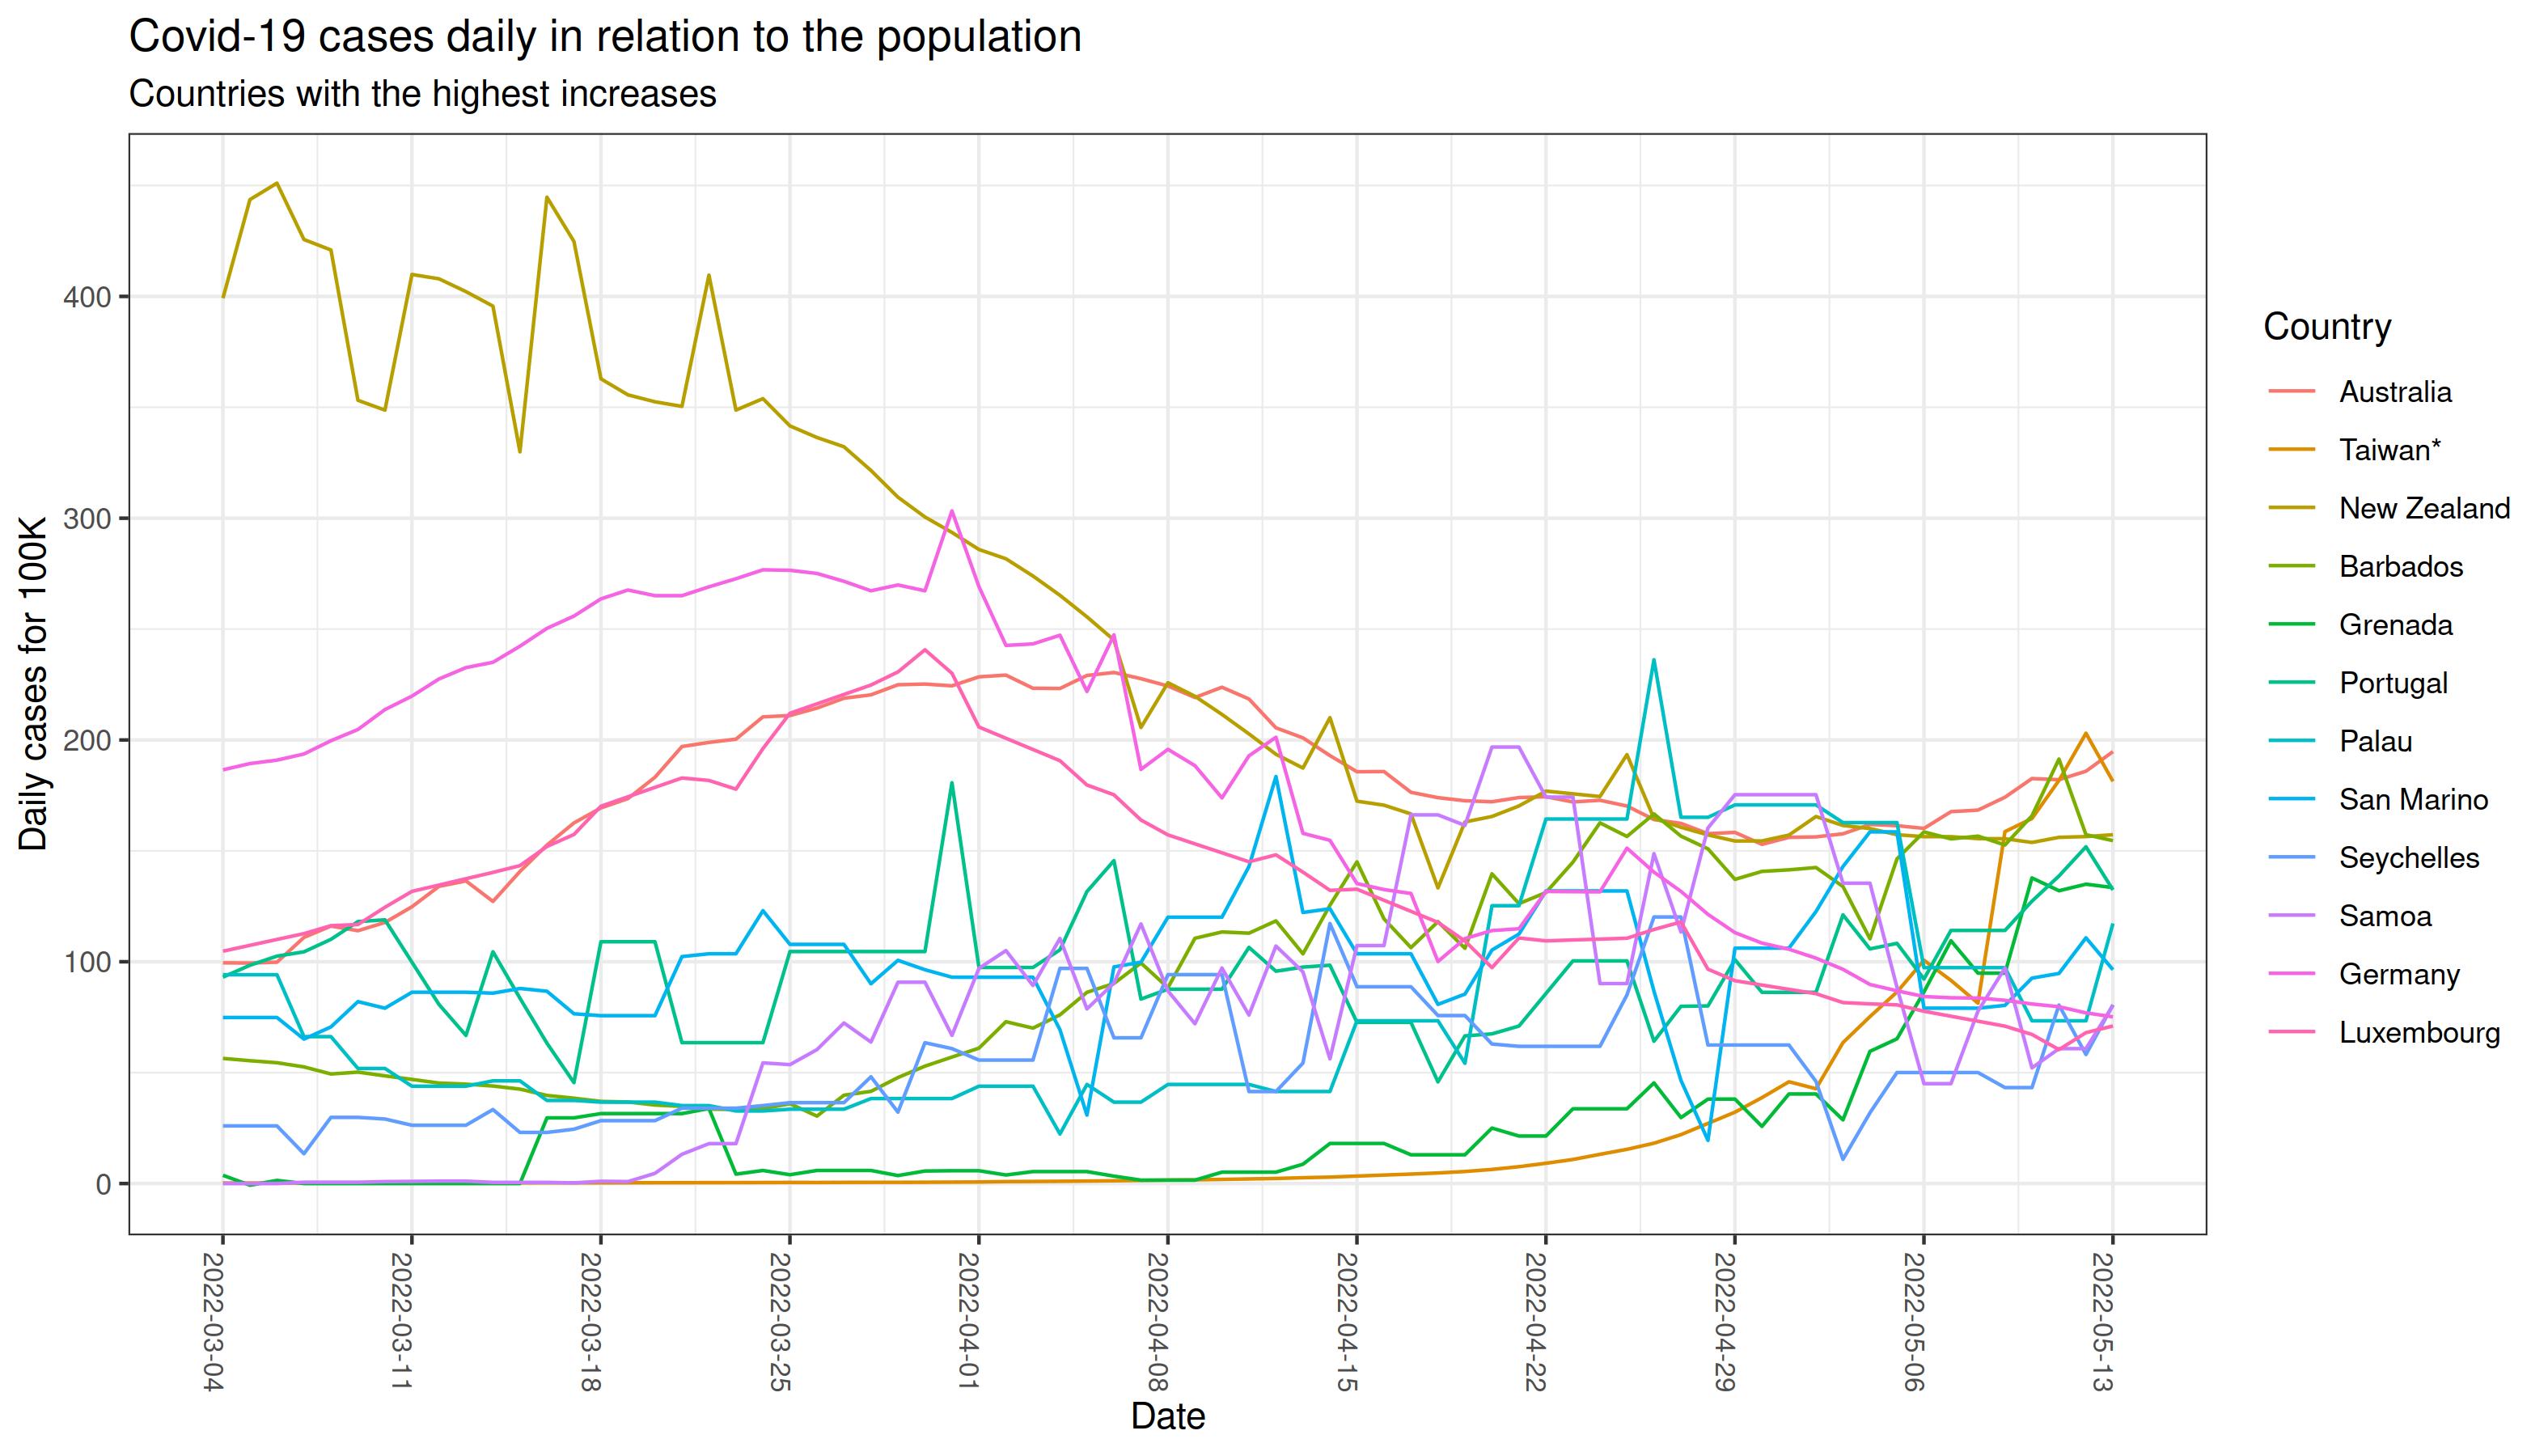 Covid-19 cases daily in relation to the population
Countries with the highest increases
Daily cases for 100K
400
300
200
100
0
2022-03-04
2022-03-11
2022-03-18
2022-03-25
2022-04-01
2022-04-08
2022-04-15
2022-04-22
2022-04-29
2022-05-06
2022-05-13
Date
Country
Australia
Taiwan*
New Zealand
Barbados
Grenada
Portugal
Palau
San Marino
Seychelles
Samoa
Germany
Luxembourg